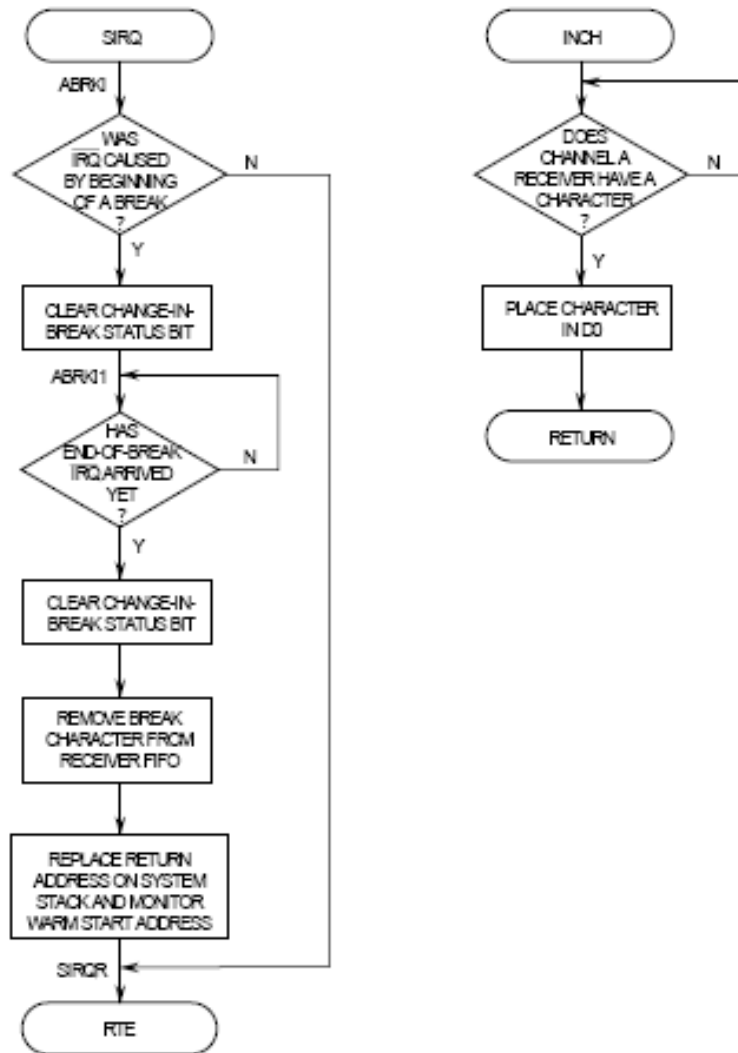 SIRQ
ABRKI
WAS
IRQ CAUSED
BY BEGINNING
OF A BREAK
?
N
Y
CLEAR CHANGE-IN-
BREAK STATUS BIT
ABRKI1
HAS
END-OF-BREAK
IRQ ARRIVED
YET
?
N
Y
CLEAR CHANGE-IN-
BREAK STATUS BIT
REMOVE BREAK
CHARACTER FROM
RECEIVER FIFO
REPLACE RETURN
ADDRESS ON SYSTEM
STACK AND MONITOR
WARM START ADDRESS
SIRQR
RTE
INCH
DOES
CHANNEL A
RECEIVER HAVE A
CHARACTER
?
N
Y
PLACE CHARACTER
IN D0
RETURN